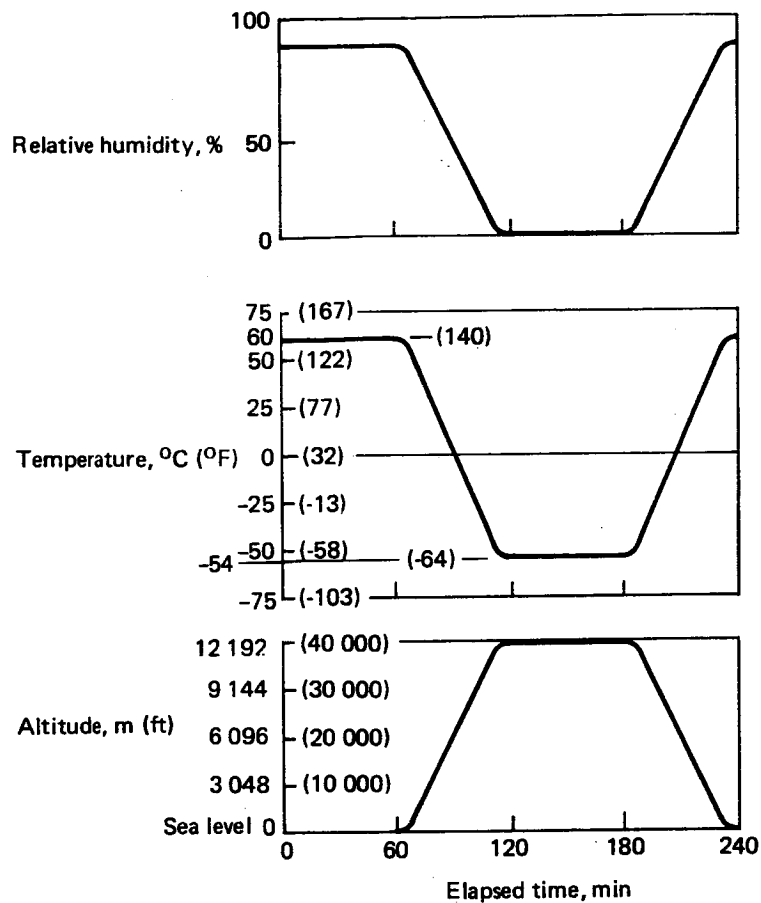 100
Relative humidity, % 50
0
75 (167)
60 (140)
50 (122)
25 (77)
Temperature, °C (°F) 0 (32)
-25 (-13)
-50 (-58)
-54 (-64)
-75 (-103)
12 192 (40 000)
9 144 (30 000)
Altitude, m (ft)
6 096 (20 000)
3 048 (10 000)
Sea level 0
0 60 120 180 240
Elapsed time, min